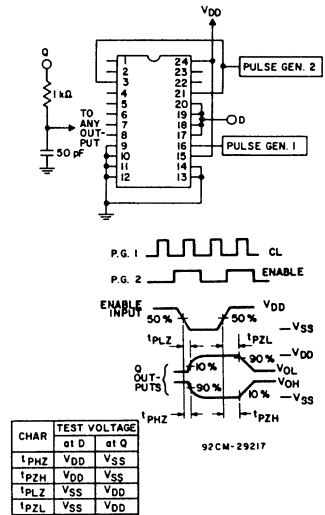 Q
VDD
1 kΩ
TO
ANY
OUT-
PUT
50 pF
1 24
2 23
3 22
4 21
5 20
6 19
7 18
8 17
9 16
10 15
11 14
12 13
PULSE GEN. 2
D
PULSE GEN. 1
P.G. 1 CL
P.G. 2 ENABLE
ENABLE
INPUT
50% 50% VDD
VSS
tPLZ tPZL
10% 90% VDD
VOL
Q
OUT-
PUTS
90% 10% VOH
VSS
tPHZ tPZH
92CM-29217
CHAR TEST VOLTAGE
at D at Q
tPHZ VDD VSS
tPZH VDD VSS
tPLZ VSS VDD
tPZL VSS VDD